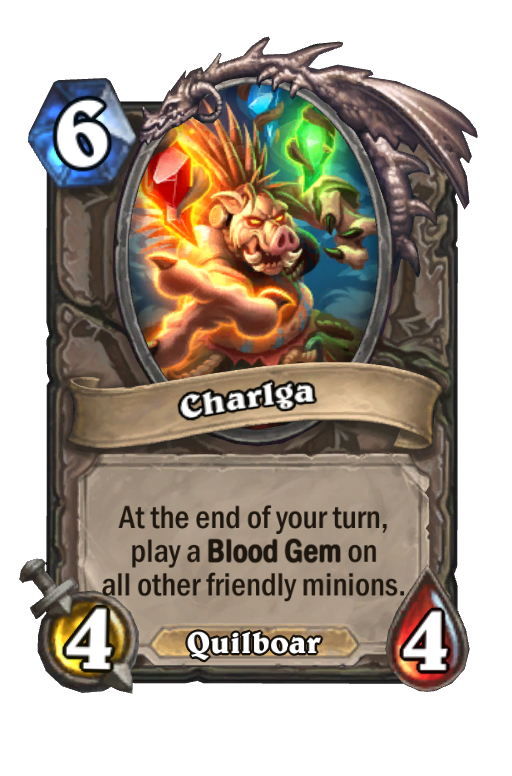 6
Charlga
At the end of your turn,
play a Blood Gem on
all other friendly minions.
4
Quilboar
4